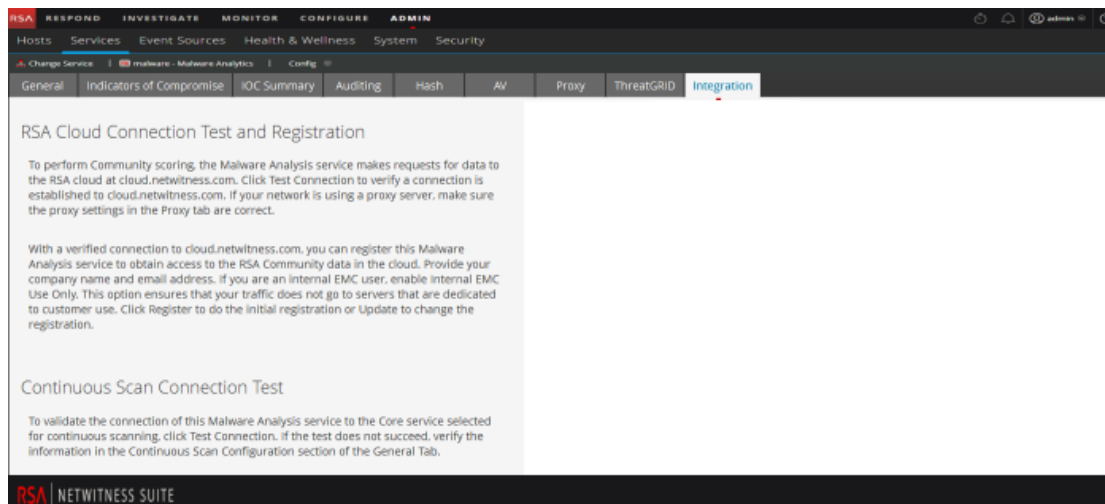 RSA RESPOND INVESTIGATE MONITOR CONFIGURE ADMIN admin
Hosts Services Event Sources Health & Wellness System Security
Change Service | malware - Malware Analytics | Config
General Indicators of Compromise IOC Summary Auditing Hash AV Proxy ThreatGRID Integration
RSA Cloud Connection Test and Registration
To perform Community scoring, the Malware Analysis service makes requests for data to
the RSA cloud at cloud.netwitness.com. Click Test Connection to verify a connection is
established to cloud.netwitness.com. If your network is using a proxy server, make sure
the proxy settings in the Proxy tab are correct.
With a verified connection to cloud.netwitness.com, you can register this Malware
Analysis service to obtain access to the RSA Community data in the cloud. Provide your
company name and email address. If you are an internal EMC user, enable internal EMC
Use Only. This option ensures that your traffic does not go to servers that are dedicated
to customer use. Click Register to do the initial registration or Update to change the
registration.
Continuous Scan Connection Test
To validate the connection of this Malware Analysis service to the Core service selected
for continuous scanning, click Test Connection. If the test does not succeed, verify the
information in the Continuous Scan Configuration section of the General Tab.
RSA | NETWITNESS SUITE